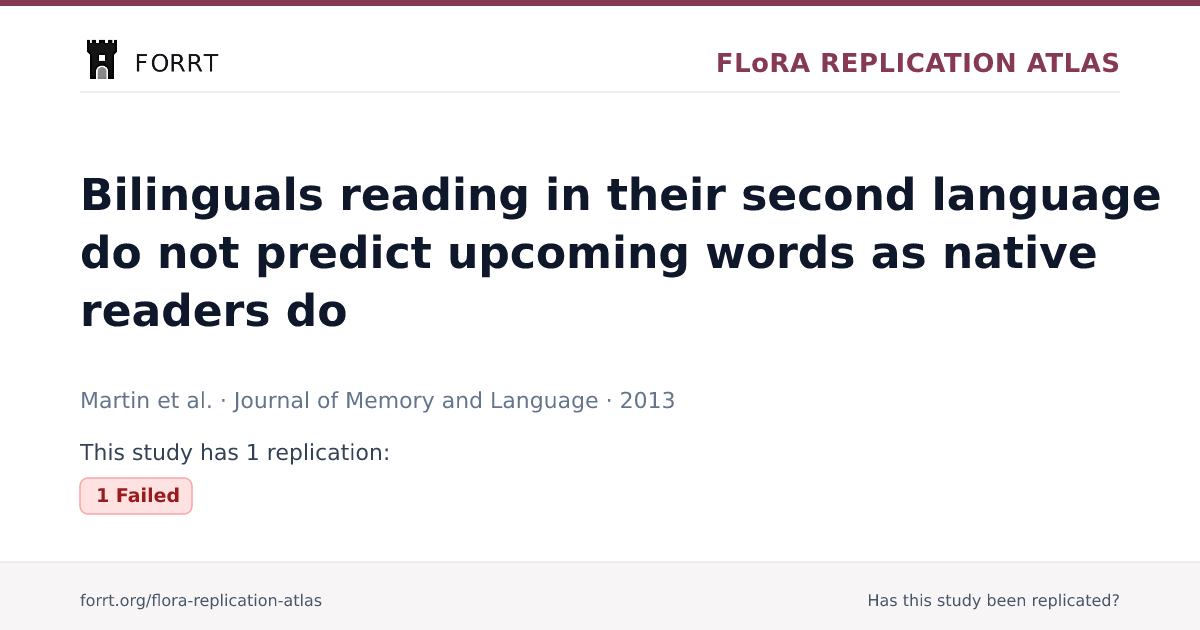 FORRT
FLoRA REPLICATION ATLAS
Bilinguals reading in their second language
do not predict upcoming words as native
readers do
Martin et al. · Journal of Memory and Language · 2013
This study has 1 replication:
1 Failed
forrt.org/flora-replication-atlas
Has this study been replicated?